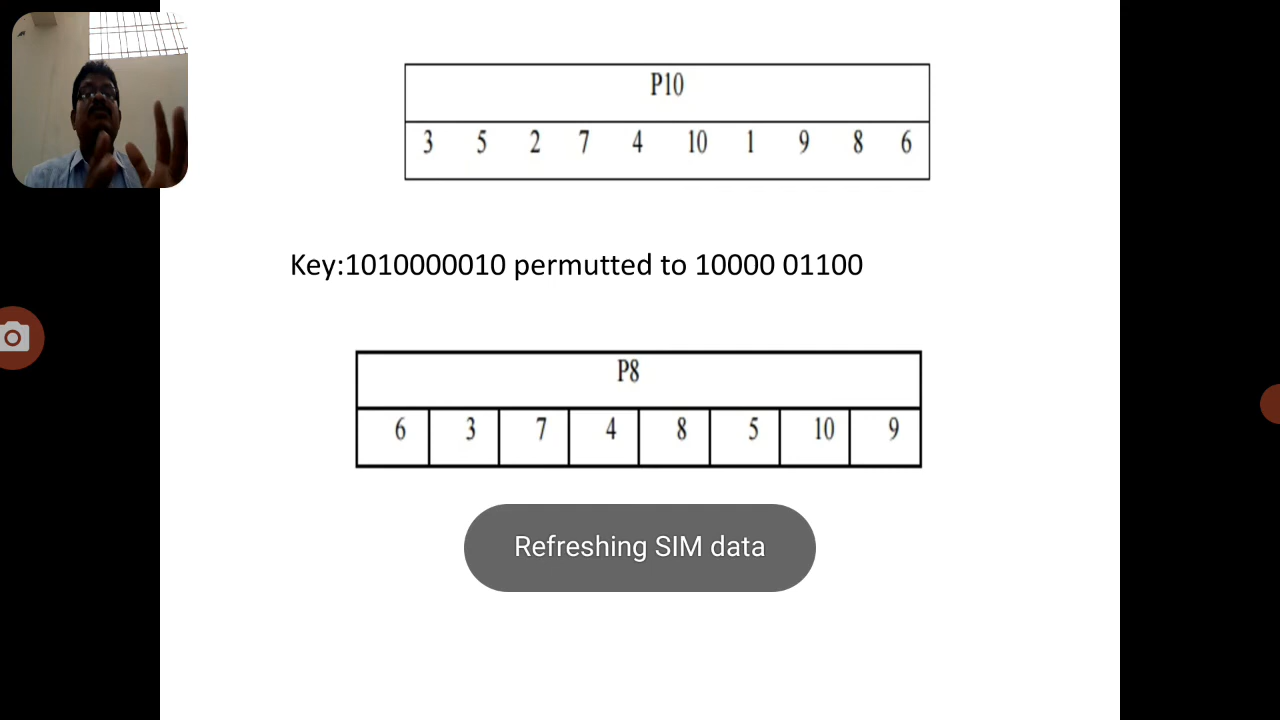 P10
3 5 2 7 4 10 1 9 8 6
Key:1010000010 permutted to 10000 01100
P8
6 3 7 4 8 5 10 9
Refreshing SIM data